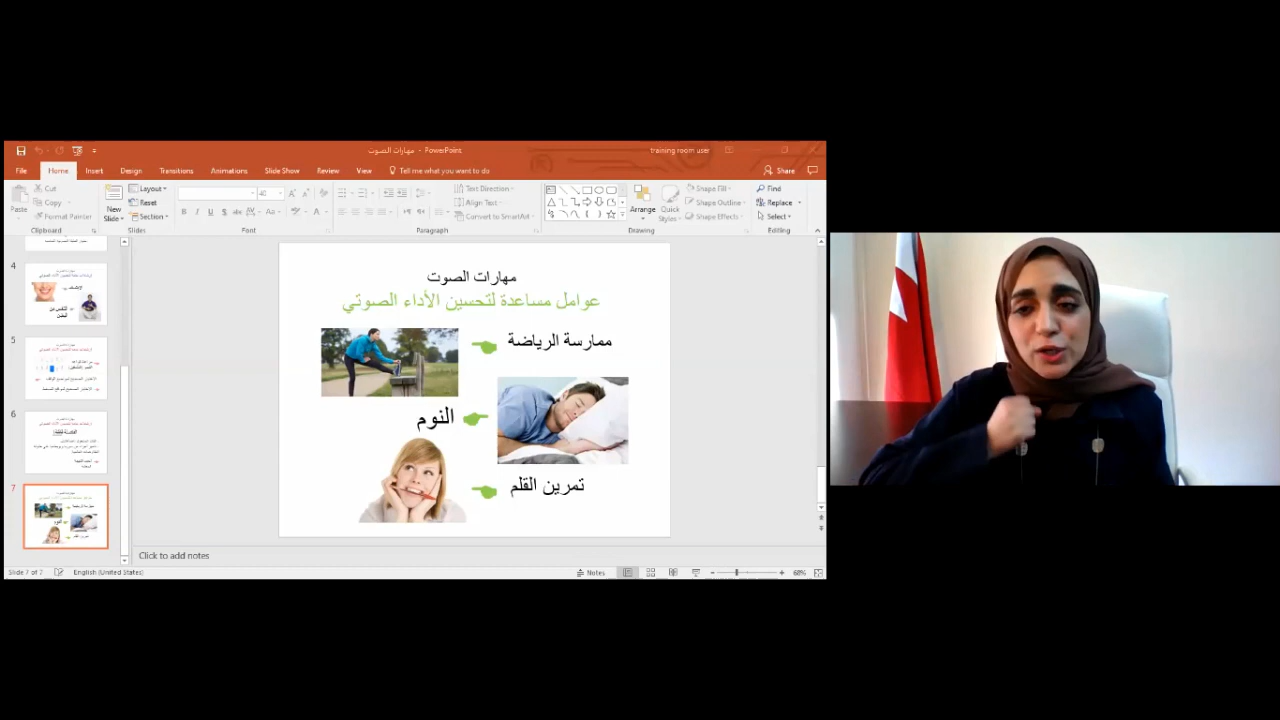 مهارات الصوت - PowerPoint
training room user
File Home Insert Design Transitions Animations Slide Show Review View Tell me what you want to do
Share
Cut
Copy
Format Painter
Paste
Clipboard
New Slide
Layout
Reset
Section
Slides
Font
Text Direction
Align Text
Convert to SmartArt
Paragraph
Arrange
Quick Styles
Shape Fill
Shape Outline
Shape Effects
Drawing
Find
Replace
Select
Editing
4
5
6
7
مهارات الصوت
عوامل مساعدة لتحسين الأداء الصوتي
ممارسة الرياضة
النوم
تمرين القلم
Click to add notes
Slide 7 of 7
English (United States)
Notes
68%